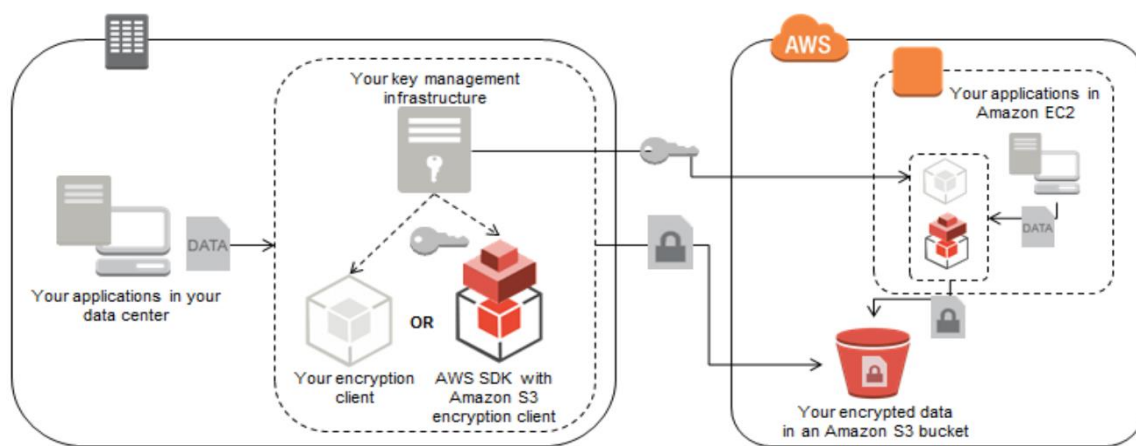 AWS
Your key management
infrastructure
Your applications in
Amazon EC2
DATA
DATA
Your applications in your
data center
OR
Your encryption
client
AWS SDK with
Amazon S3
encryption client
Your encrypted data
in an Amazon S3 bucket